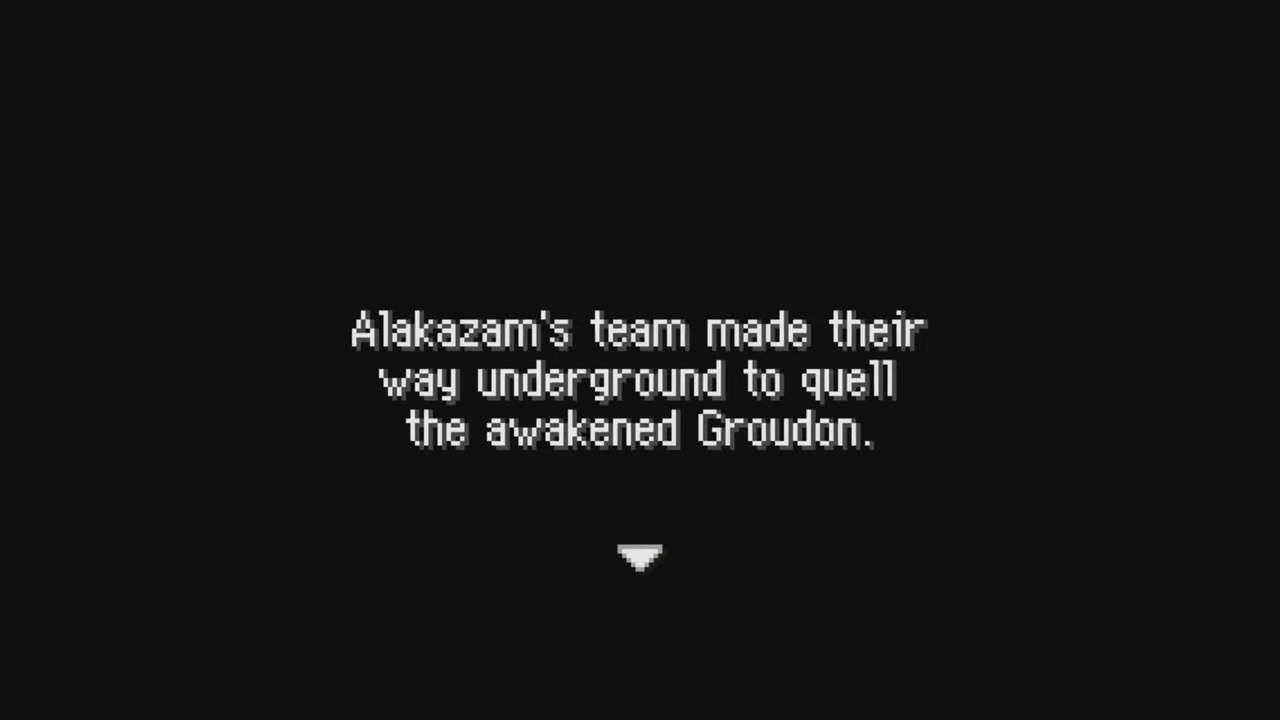 Alakazam's team made their
way underground to quell
the awakened Groudon.